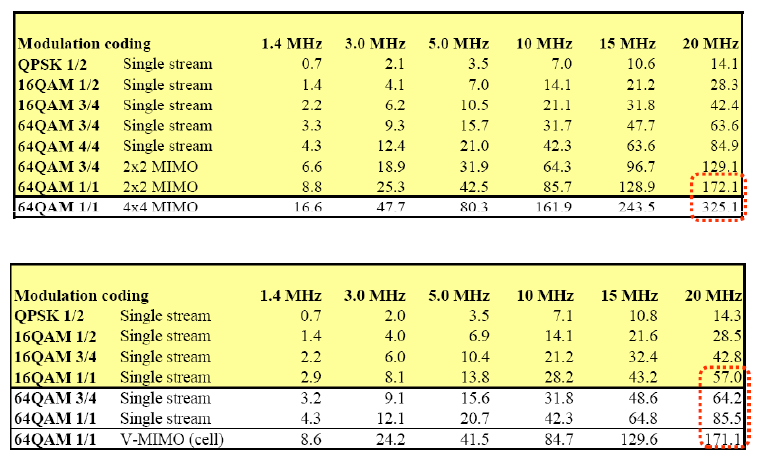 Modulation coding 1.4 MHz 3.0 MHz 5.0 MHz 10 MHz 15 MHz 20 MHz
QPSK 1/2 Single stream 0.7 2.1 3.5 7.0 10.6 14.1
16QAM 1/2 Single stream 1.4 4.1 7.0 14.1 21.2 28.3
16QAM 3/4 Single stream 2.2 6.2 10.5 21.1 31.8 42.4
64QAM 3/4 Single stream 3.3 9.3 15.7 31.7 47.7 63.6
64QAM 4/4 Single stream 4.3 12.4 21.0 42.3 63.6 84.9
64QAM 3/4 2x2 MIMO 6.6 18.9 31.9 64.3 96.7 129.1
64QAM 1/1 2x2 MIMO 8.8 25.3 42.5 85.7 128.9 172.1
64QAM 1/1 4x4 MIMO 16.6 47.7 80.3 161.9 243.5 325.1
Modulation coding 1.4 MHz 3.0 MHz 5.0 MHz 10 MHz 15 MHz 20 MHz
QPSK 1/2 Single stream 0.7 2.0 3.5 7.1 10.8 14.3
16QAM 1/2 Single stream 1.4 4.0 6.9 14.1 21.6 28.5
16QAM 3/4 Single stream 2.2 6.0 10.4 21.2 32.4 42.8
16QAM 1/1 Single stream 2.9 8.1 13.8 28.2 43.2 57.0
64QAM 3/4 Single stream 3.2 9.1 15.6 31.8 48.6 64.2
64QAM 1/1 Single stream 4.3 12.1 20.7 42.3 64.8 85.5
64QAM 1/1 V-MIMO (cell) 8.6 24.2 41.5 84.7 129.6 171.1